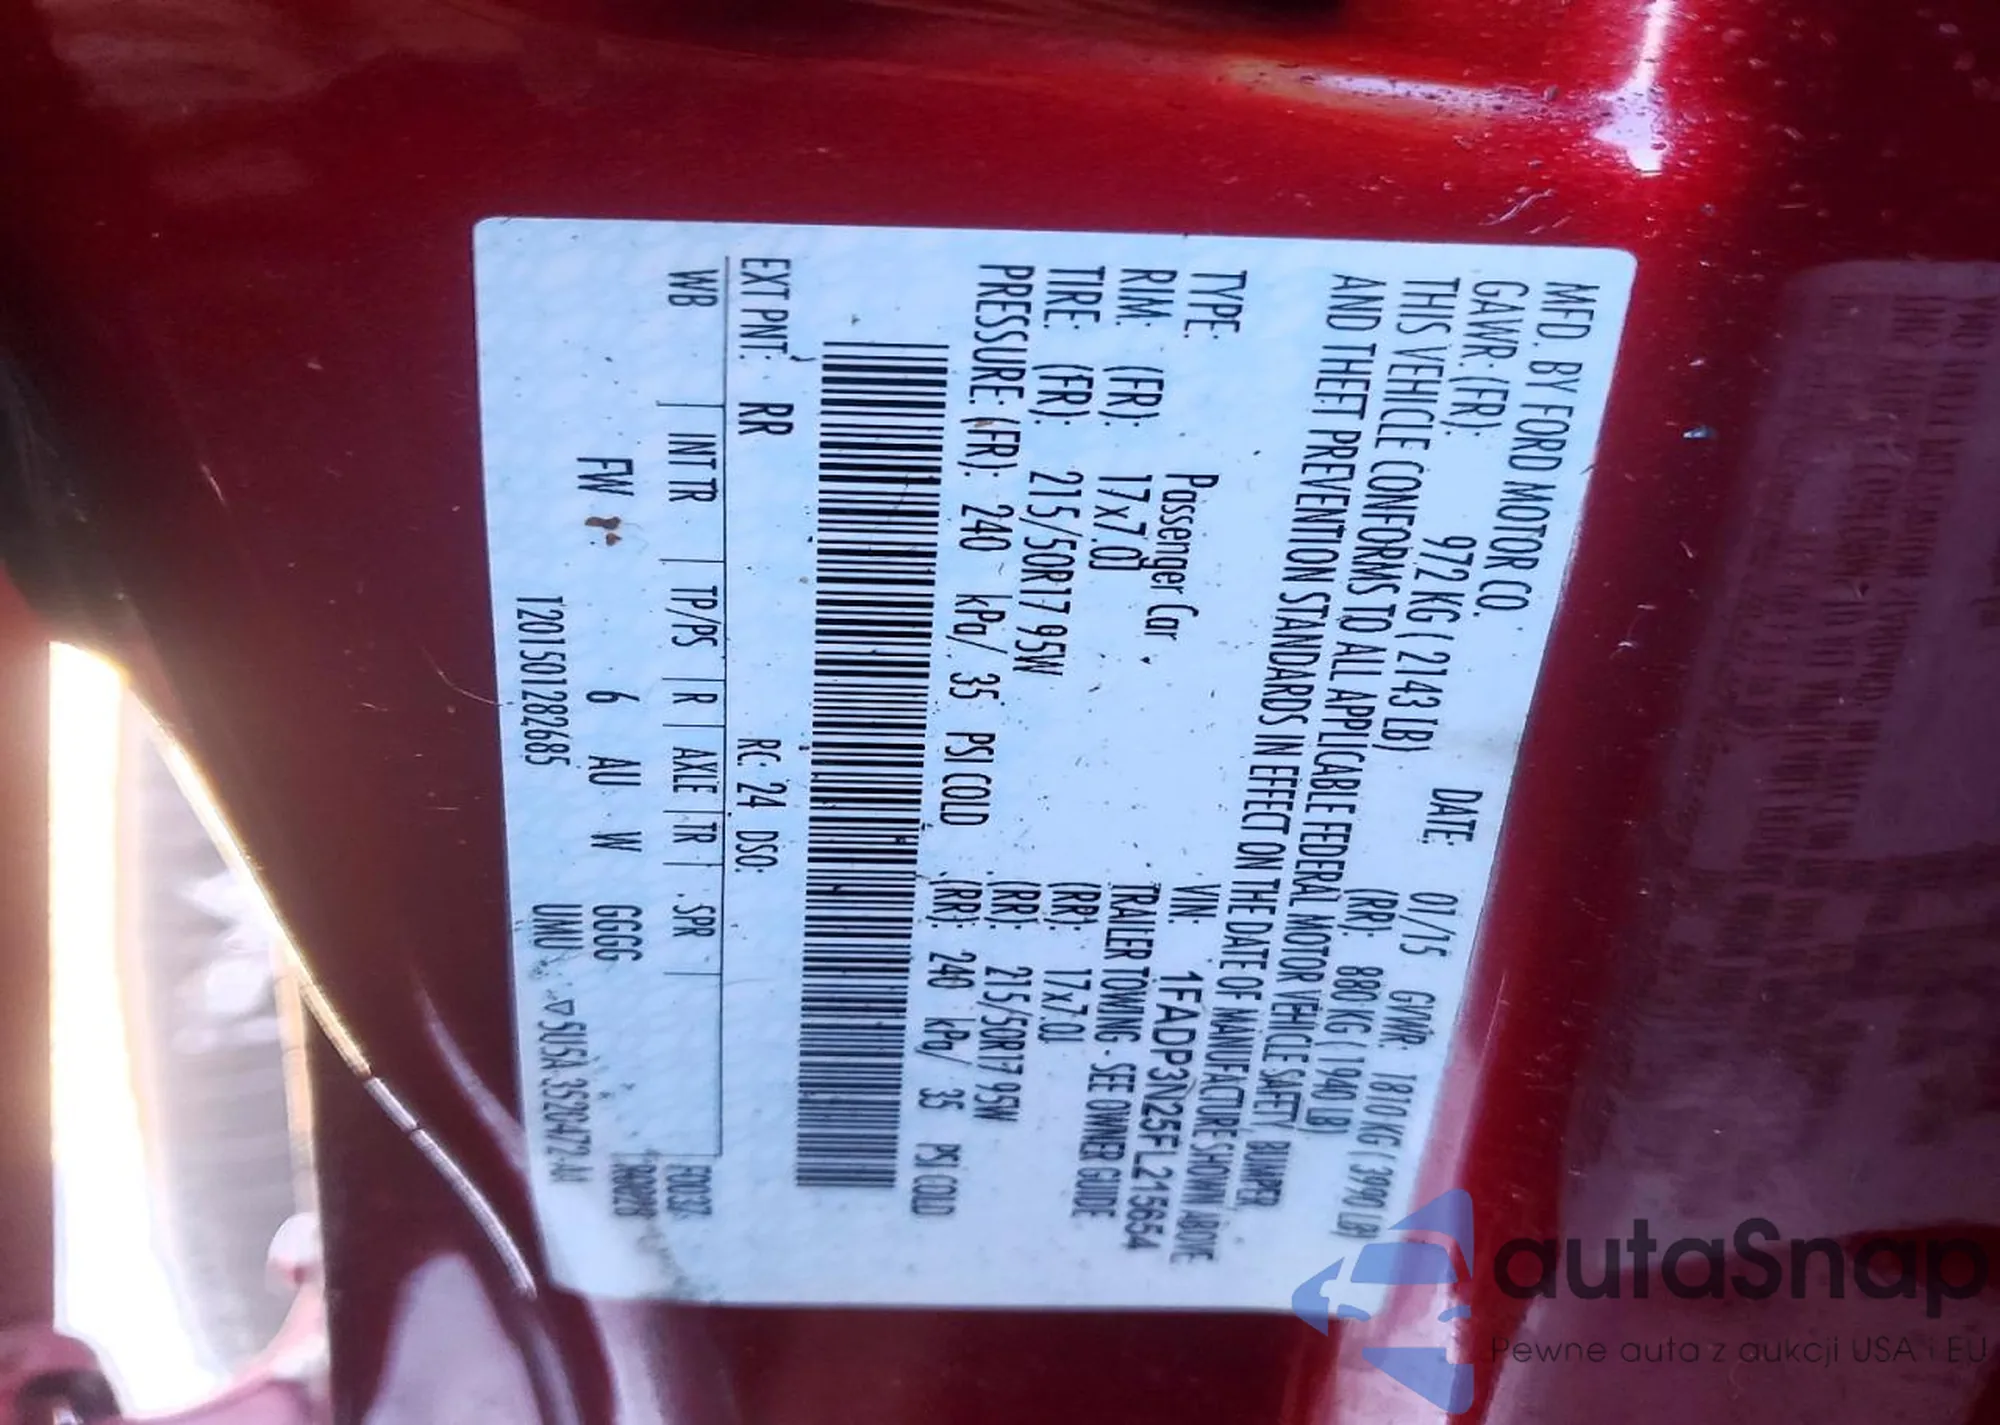 MFD. BY FORD MOTOR CO.
DATE: 01/15 GVWR: 1810 KG ( 3990 LB)
GAWR: (FR): 972 KG ( 2143 LB) (RR): 880 KG ( 1940 LB)
THIS VEHICLE CONFORMS TO ALL APPLICABLE FEDERAL MOTOR VEHICLE SAFETY, BUMPER,
AND THEFT PREVENTION STANDARDS IN EFFECT ON THE DATE OF MANUFACTURE SHOWN ABOVE
VIN: 1FADP3N25FL215654
TYPE: Passenger Car TRAILER TOWING - SEE OWNER GUIDE
RIM: (FR): 17x7.0J (RR): 17x7.0J
TIRE: (FR): 215/50R17 95W (RR): 215/50R17 95W
PRESSURE: (FR): 240 kPa/ 35 PSI COLD (RR): 240 kPa/ 35 PSI COLD
EXT PNT: RR RC: 24 DSO:
WB | INT TR | TP/PS | R | AXLE | TR | SPR |
FW 6 AU W GGGG
T201501282685 UMU ▽5U5A 3520472 AA
autaSnap
Pewne auta z aukcji USA i EU